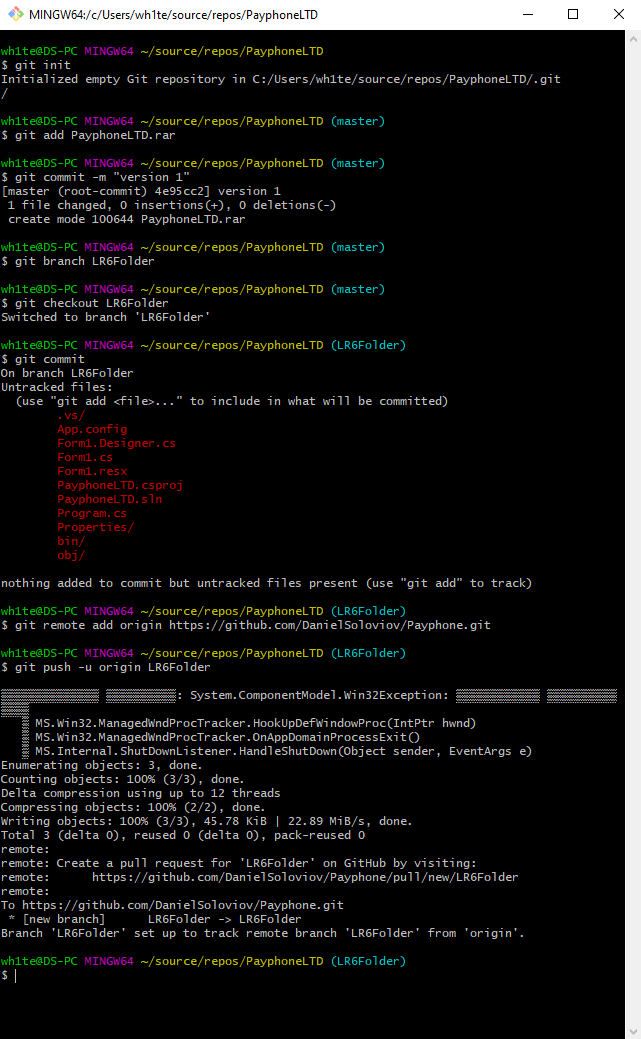 MINGW64:/c/Users/wh1te/source/repos/PayphoneLTD
wh1te@DS-PC MINGW64 ~/source/repos/PayphoneLTD
$ git init
Initialized empty Git repository in C:/Users/wh1te/source/repos/PayphoneLTD/.git
/
wh1te@DS-PC MINGW64 ~/source/repos/PayphoneLTD (master)
$ git add PayphoneLTD.rar
wh1te@DS-PC MINGW64 ~/source/repos/PayphoneLTD (master)
$ git commit -m "version 1"
[master (root-commit) 4e95cc2] version 1
 1 file changed, 0 insertions(+), 0 deletions(-)
 create mode 100644 PayphoneLTD.rar
wh1te@DS-PC MINGW64 ~/source/repos/PayphoneLTD (master)
$ git branch LR6Folder
wh1te@DS-PC MINGW64 ~/source/repos/PayphoneLTD (master)
$ git checkout LR6Folder
Switched to branch 'LR6Folder'
wh1te@DS-PC MINGW64 ~/source/repos/PayphoneLTD (LR6Folder)
$ git commit
On branch LR6Folder
Untracked files:
  (use "git add <file>..." to include in what will be committed)
        .vs/
        App.config
        Form1.Designer.cs
        Form1.cs
        Form1.resx
        PayphoneLTD.csproj
        PayphoneLTD.sln
        Program.cs
        Properties/
        bin/
        obj/
nothing added to commit but untracked files present (use "git add" to track)
wh1te@DS-PC MINGW64 ~/source/repos/PayphoneLTD (LR6Folder)
$ git remote add origin https://github.com/DanielSoloviov/Payphone.git
wh1te@DS-PC MINGW64 ~/source/repos/PayphoneLTD (LR6Folder)
$ git push -u origin LR6Folder
: System.ComponentModel.Win32Exception:
MS.Win32.ManagedWndProcTracker.HookUpDefWindowProc(IntPtr hwnd)
MS.Win32.ManagedWndProcTracker.OnAppDomainProcessExit()
MS.Internal.ShutDownListener.HandleShutDown(Object sender, EventArgs e)
Enumerating objects: 3, done.
Counting objects: 100% (3/3), done.
Delta compression using up to 12 threads
Compressing objects: 100% (2/2), done.
Writing objects: 100% (3/3), 45.78 KiB | 22.89 MiB/s, done.
Total 3 (delta 0), reused 0 (delta 0), pack-reused 0
remote:
remote: Create a pull request for 'LR6Folder' on GitHub by visiting:
remote:      https://github.com/DanielSoloviov/Payphone/pull/new/LR6Folder
remote:
To https://github.com/DanielSoloviov/Payphone.git
 * [new branch]      LR6Folder -> LR6Folder
Branch 'LR6Folder' set up to track remote branch 'LR6Folder' from 'origin'.
wh1te@DS-PC MINGW64 ~/source/repos/PayphoneLTD (LR6Folder)
$